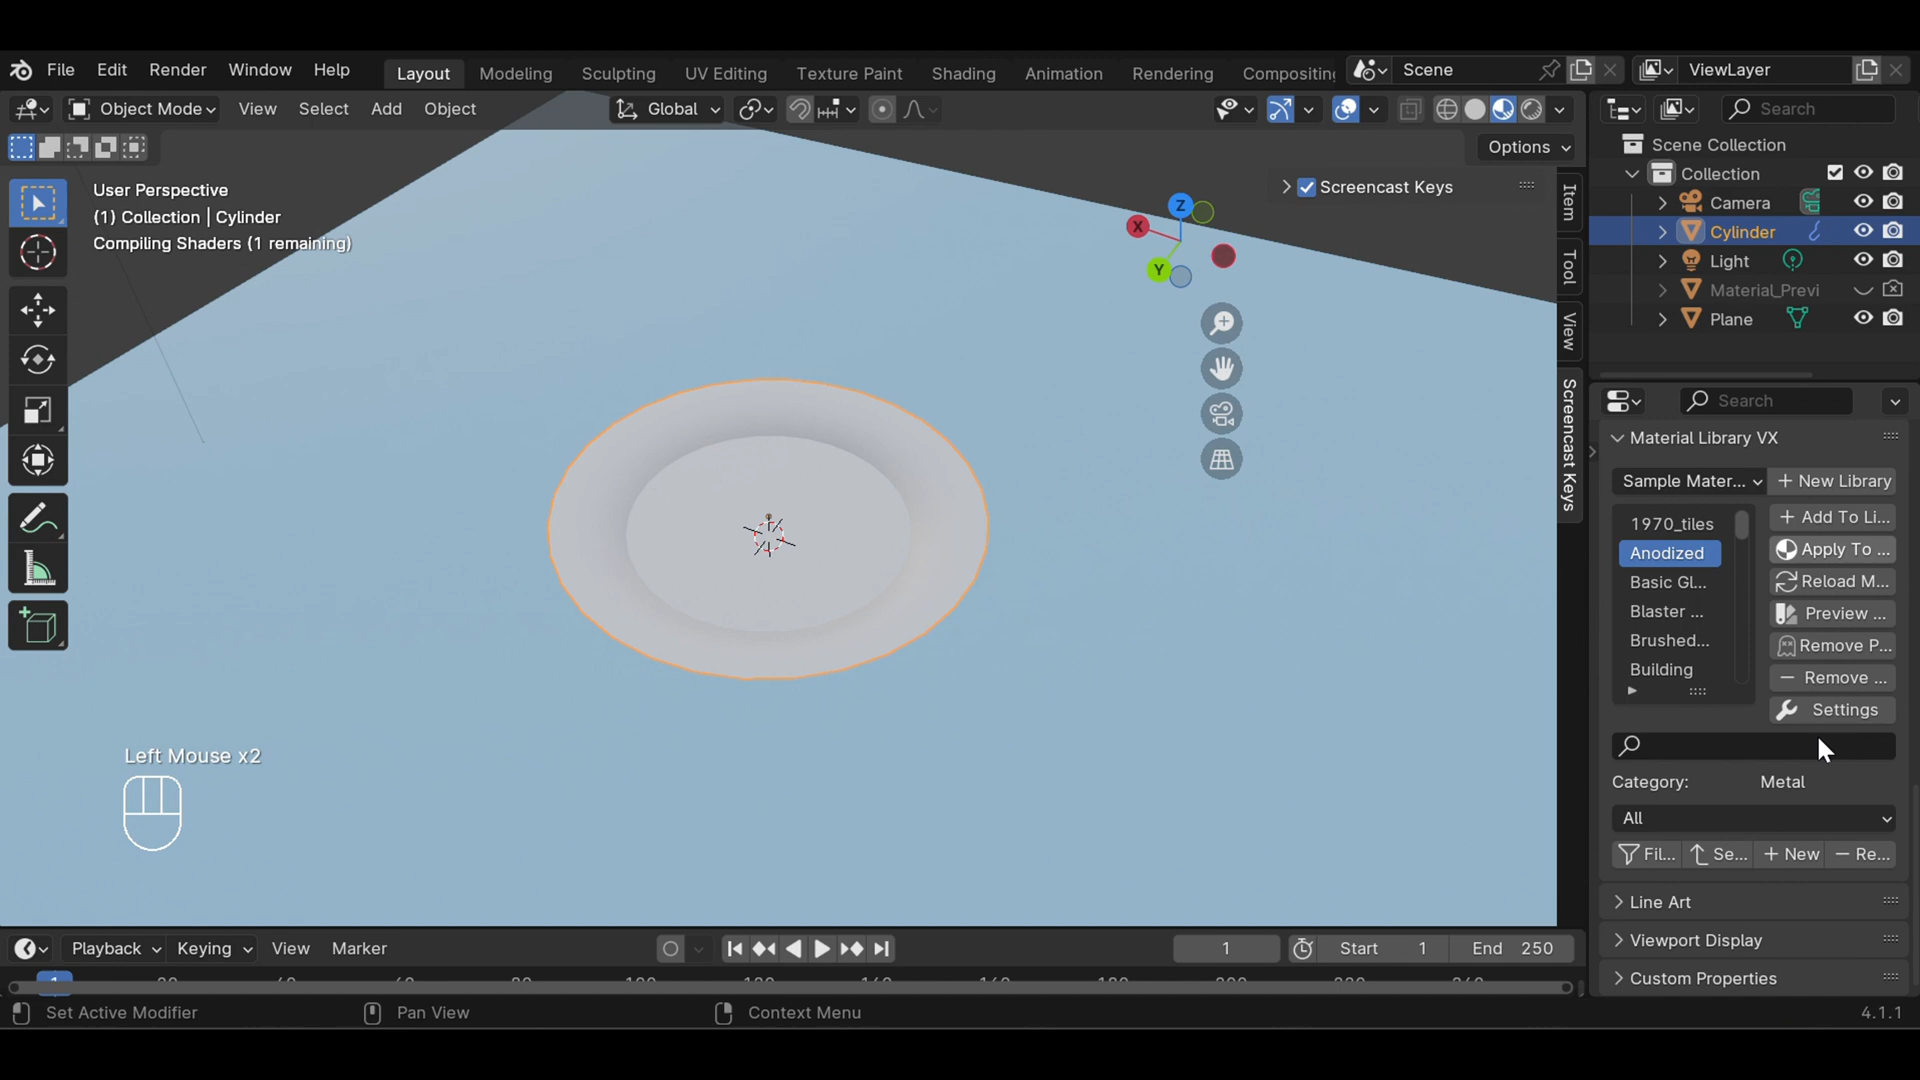 File Edit Render Window Help Layout Modeling Sculpting UV Editing Texture Paint Shading Animation Rendering Compositing Scene ViewLayer
Object Mode View Select Add Object Global Search
Options
User Perspective
(1) Collection | Cylinder
Compiling Shaders (1 remaining)
Screencast Keys
X
Y
Z
Item
Tool
View
Screencast Keys
Scene Collection
Collection
Camera
Cylinder
Light
Material_Previ
Plane
Search
Material Library VX
Sample Mater... + New Library
1970_tiles
Anodized
Basic Gl...
Blaster ...
Brushed...
Building
+ Add To Li...
Apply To ...
Reload M...
Preview ...
Remove P...
− Remove ...
Settings
Category: Metal
All
Fil... Se... + New − Re...
Line Art
Viewport Display
Custom Properties
Left Mouse x2
Playback Keying View Marker 1 Start 1 End 250
1
Set Active Modifier Pan View Context Menu 4.1.1